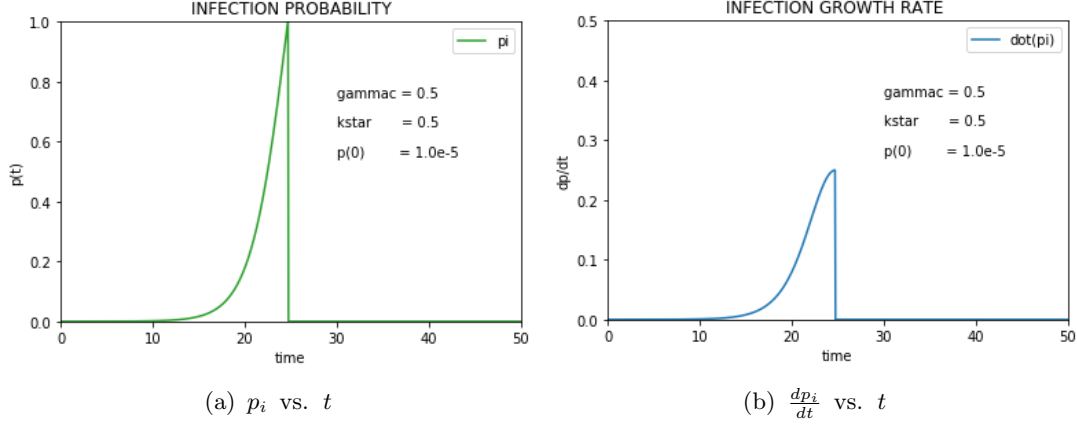 INFECTION PROBABILITY
1.0
0.8
0.6
0.4
0.2
0.0
p(t)
pi
gammac = 0.5
kstar = 0.5
p(0) = 1.0e-5
0 10 20 30 40 50
time
(a) p_i vs. t
INFECTION GROWTH RATE
0.5
0.4
0.3
0.2
0.1
0.0
dp/dt
dot(pi)
gammac = 0.5
kstar = 0.5
p(0) = 1.0e-5
0 10 20 30 40 50
time
(b) dp_i/dt vs. t